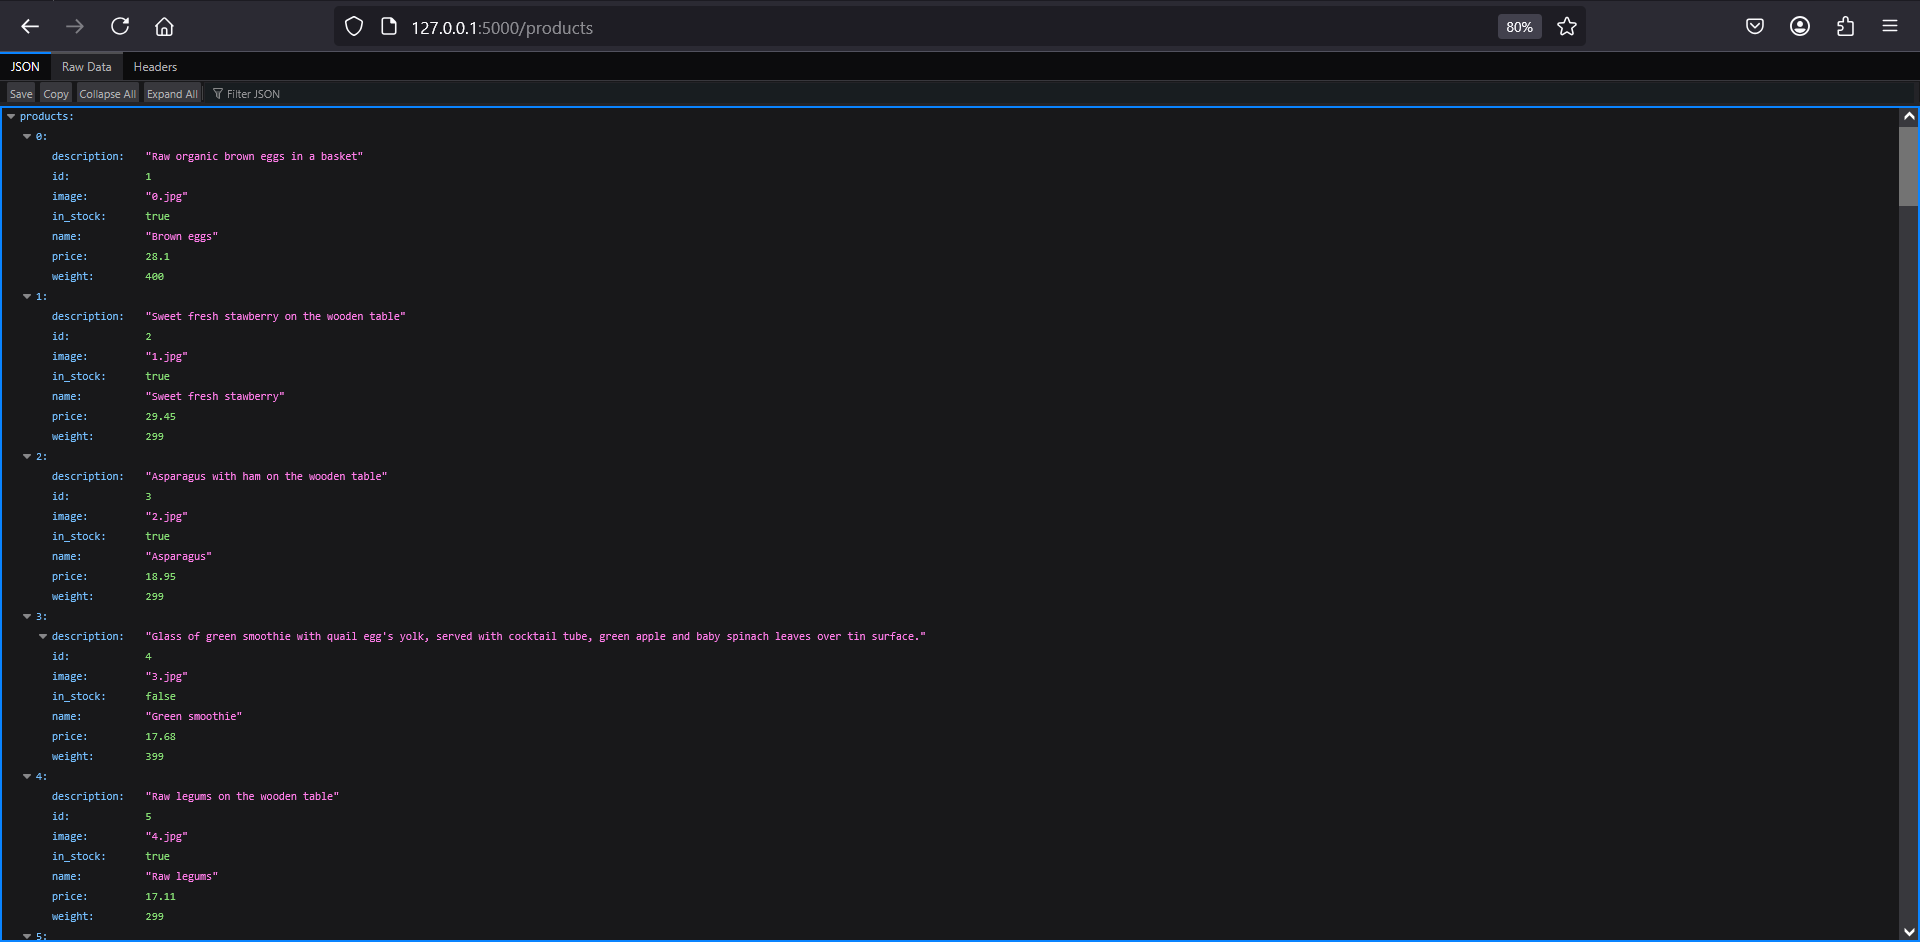 127.0.0.1:5000/products
80%
JSON Raw Data Headers
Save Copy Collapse All Expand All Filter JSON
products:
0:
description: "Raw organic brown eggs in a basket"
id: 1
image: "0.jpg"
in_stock: true
name: "Brown eggs"
price: 28.1
weight: 400
1:
description: "Sweet fresh stawberry on the wooden table"
id: 2
image: "1.jpg"
in_stock: true
name: "Sweet fresh stawberry"
price: 29.45
weight: 299
2:
description: "Asparagus with ham on the wooden table"
id: 3
image: "2.jpg"
in_stock: true
name: "Asparagus"
price: 18.95
weight: 299
3:
description: "Glass of green smoothie with quail egg's yolk, served with cocktail tube, green apple and baby spinach leaves over tin surface."
id: 4
image: "3.jpg"
in_stock: false
name: "Green smoothie"
price: 17.68
weight: 399
4:
description: "Raw legums on the wooden table"
id: 5
image: "4.jpg"
in_stock: true
name: "Raw legums"
price: 17.11
weight: 299
5: